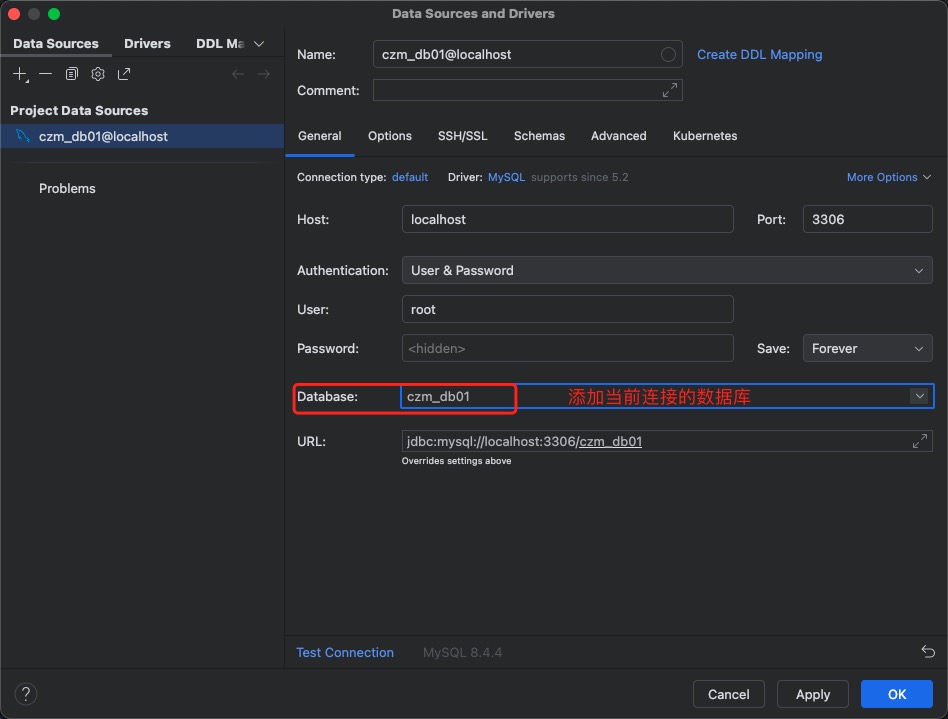 Data Sources and Drivers
Data Sources Drivers DDL Ma
Project Data Sources
czm_db01@localhost
Problems
Name: czm_db01@localhost Create DDL Mapping
Comment:
General Options SSH/SSL Schemas Advanced Kubernetes
Connection type: default Driver: MySQL supports since 5.2 More Options
Host: localhost Port: 3306
Authentication: User & Password
User: root
Password: <hidden> Save: Forever
Database: czm_db01 添加当前连接的数据库
URL: jdbc:mysql://localhost:3306/czm_db01
Overrides settings above
Test Connection MySQL 8.4.4
? Cancel Apply OK